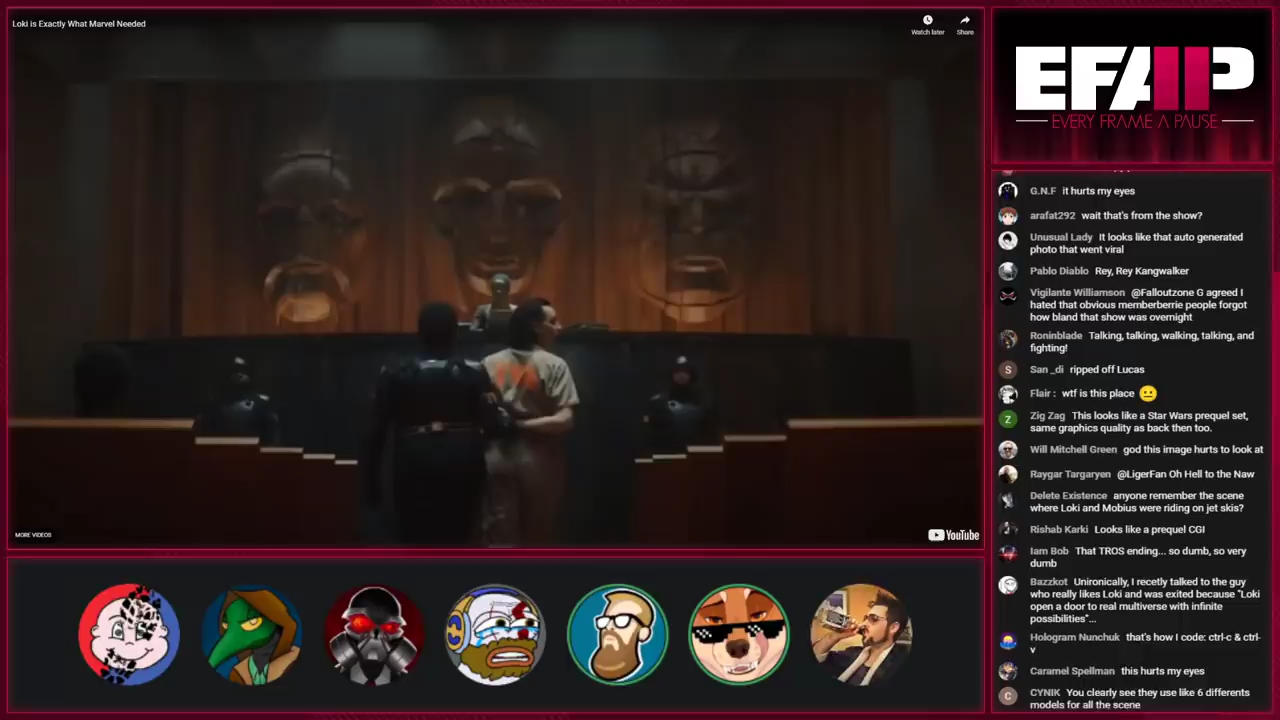 Loki is Exactly What Marvel Needed
Watch later
Share
MORE VIDEOS
YouTube
EFAP
EVERY FRAME A PAUSE
G.N.F it hurts my eyes
arafat292 wait that's from the show?
Unusual Lady It looks like that auto generated
photo that went viral
Pablo Diablo Rey, Rey Kangwalker
Vigilante Williamson @Falloutzone G agreed I
hated that obvious memberberrie people forgot
how bland that show was overnight
Roninblade Talking, talking, walking, talking, and
fighting!
San _di ripped off Lucas
Flair : wtf is this place 😐
Z
Zig Zag This looks like a Star Wars prequel set,
same graphics quality as back then too.
Will Mitchell Green god this image hurts to look at
Raygar Targaryen @LigerFan Oh Hell to the Naw
Delete Existence anyone remember the scene
where Loki and Mobius were riding on jet skis?
Rishab Karki Looks like a prequel CGI
Iam Bob That TROS ending... so dumb, so very
dumb
Bazzkot Unironically, I recetly talked to the guy
who really likes Loki and was exited because "Loki
open a door to real multiverse with infinite
possibilities"...
Hologram Nunchuk that's how I code: ctrl-c & ctrl-
v
Caramel Spellman this hurts my eyes
CYNIK You clearly see they use like 6 differents
models for all the scene